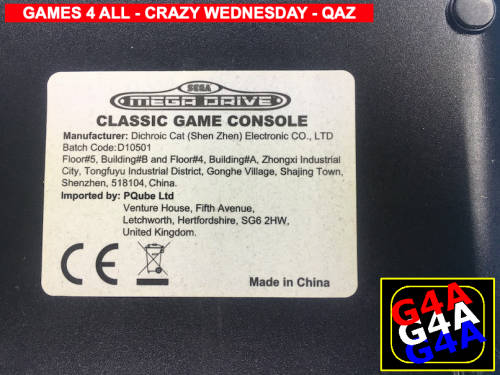 GAMES 4 ALL - CRAZY WEDNESDAY - QAZ
SEGA
MEGA DRIVE
CLASSIC GAME CONSOLE
Manufacturer: Dichroic Cat (Shen Zhen) Electronic CO., LTD
Batch Code:D10501
Floor#5, Building#B and Floor#4, Building#A, Zhongxi Industrial
City, Tongfuyu Industrial District, Gonghe Village, Shajing Town,
Shenzhen, 518104, China.
Imported by: PQube Ltd
Venture House, Fifth Avenue,
Letchworth, Hertfordshire, SG6 2HW,
United Kingdom.
CE
Made in China
G4A
G4A
G4A